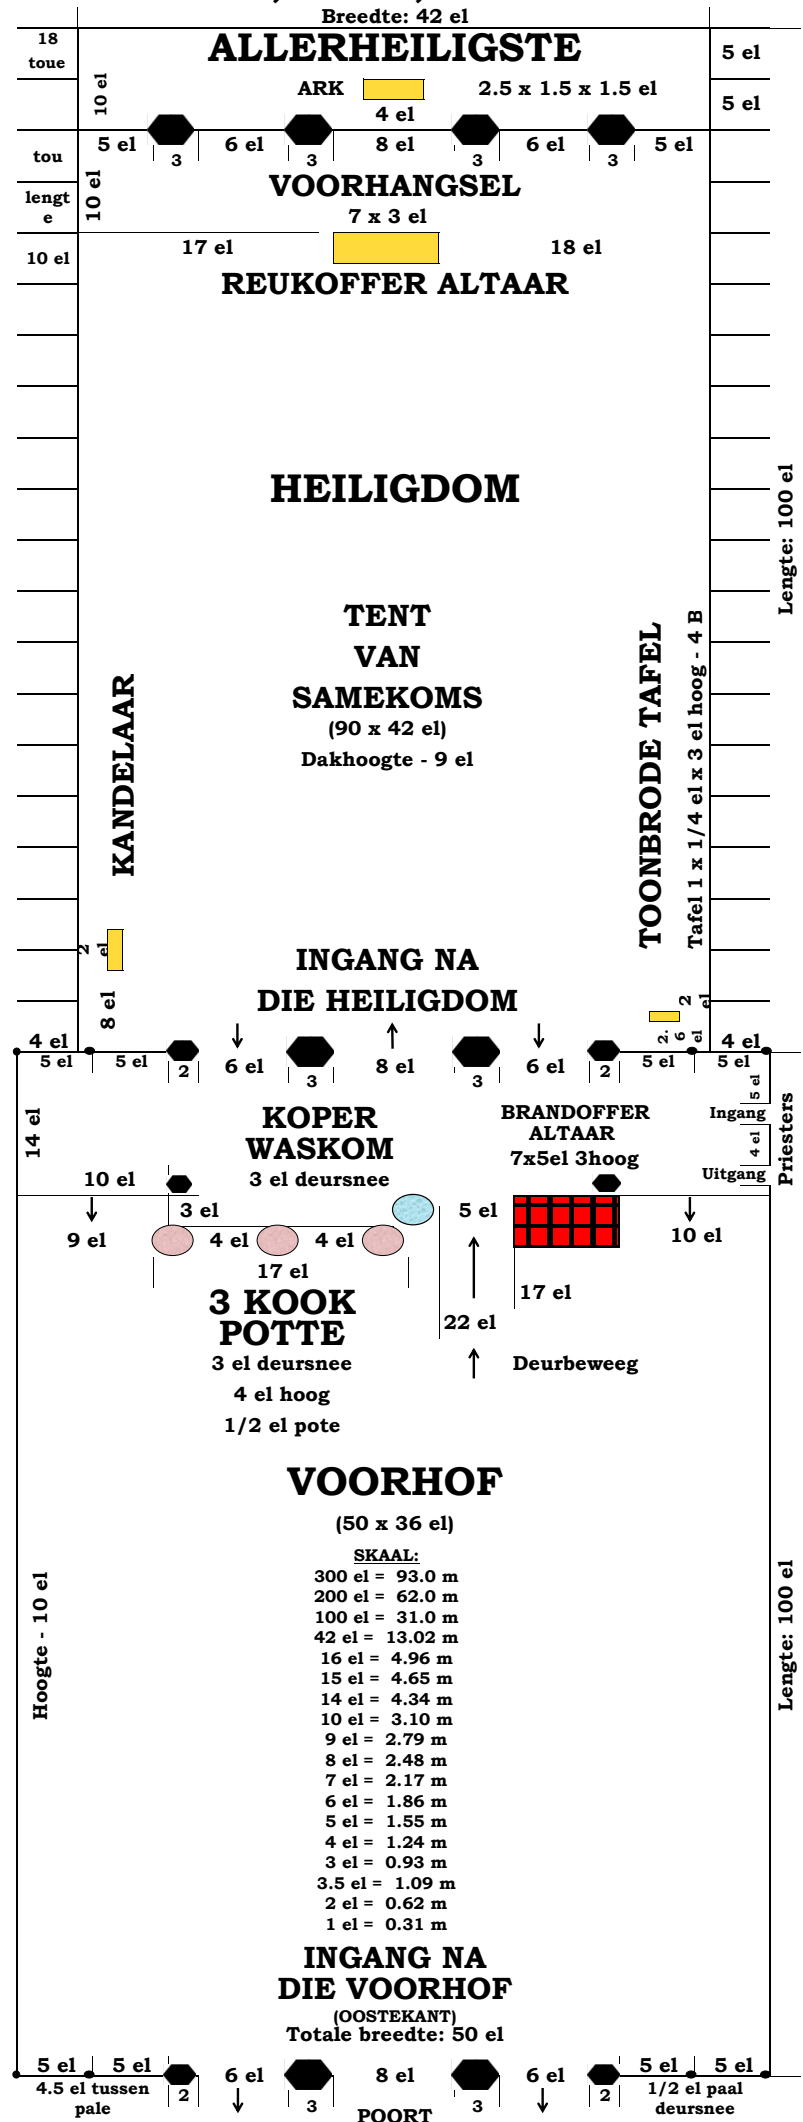 Breedte: 42 el
18
toue
ALLERHEILIGSTE
5 el
10 el
ARK
2.5 x 1.5 x 1.5 el
5 el
4 el
5 el
6 el
8 el
6 el
5 el
3
3
3
3
tou
lengt
e
10 el
10 el
VOORHANGSEL
7 x 3 el
17 el
18 el
REUKOFFER ALTAAR
HEILIGDOM
Lengte: 100 el
TENT
VAN
SAMEKOMS
(90 x 42 el)
Dakhoogte - 9 el
KANDELAAR
TOONBRODE TAFEL
Tafel 1 x 1/4 el x 3 el hoog - 4 B
2
el
8 el
INGANG NA
DIE HEILIGDOM
2
el
2.
6
el
4 el
4 el
5 el
5 el
2
6 el
3
8 el
3
6 el
2
5 el
5 el
14 el
KOPER
WASKOM
3 el deursnee
BRANDOFFER
ALTAAR
7x5el 3hoog
5 el
Ingang
4 el
Uitgang
Priesters
10 el
3 el
5 el
9 el
4 el
4 el
10 el
17 el
17 el
3 KOOK
POTTE
22 el
3 el deursnee
Deurbeweeg
4 el hoog
1/2 el pote
VOORHOF
(50 x 36 el)
SKAAL:
300 el = 93.0 m
200 el = 62.0 m
100 el = 31.0 m
42 el = 13.02 m
16 el = 4.96 m
15 el = 4.65 m
14 el = 4.34 m
10 el = 3.10 m
9 el = 2.79 m
8 el = 2.48 m
7 el = 2.17 m
6 el = 1.86 m
5 el = 1.55 m
4 el = 1.24 m
3 el = 0.93 m
3.5 el = 1.09 m
2 el = 0.62 m
1 el = 0.31 m
Hoogte - 10 el
Lengte: 100 el
INGANG NA
DIE VOORHOF
(OOSTEKANT)
Totale breedte: 50 el
5 el
5 el
6 el
8 el
6 el
5 el
5 el
4.5 el tussen
pale
2
3
3
2
1/2 el paal
deursnee
POORT